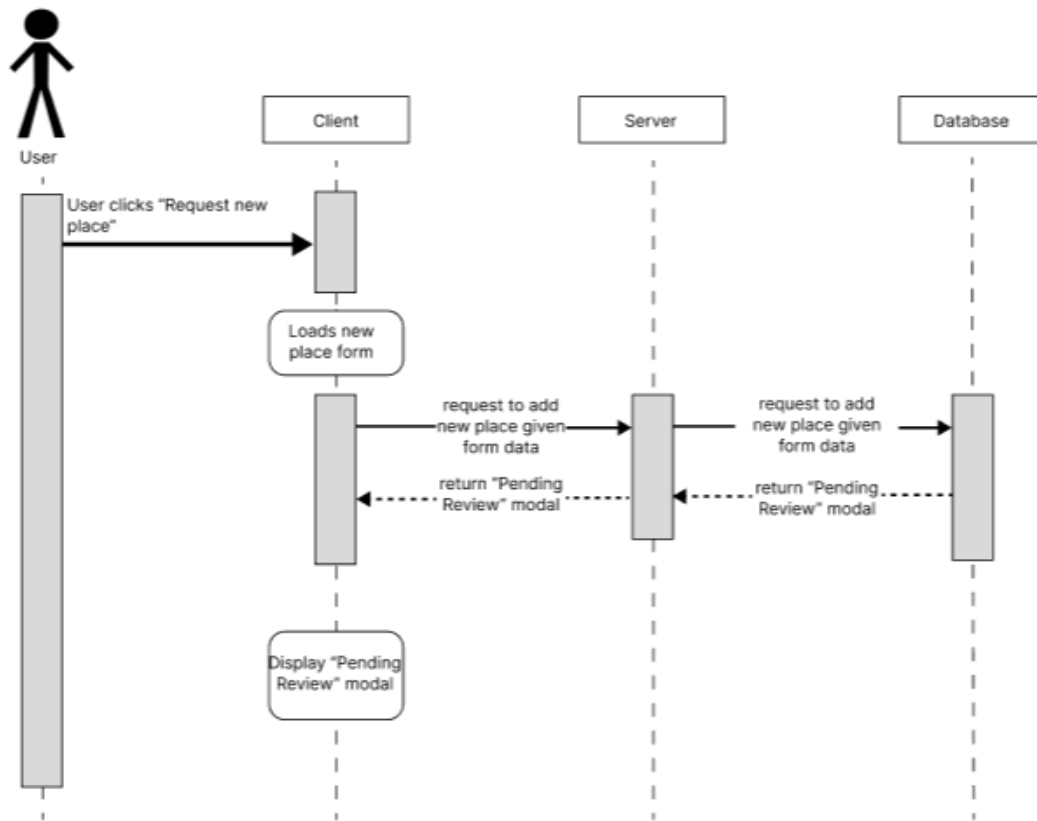 User
Client
Server
Database
User clicks "Request new
place"
Loads new
place form
request to add
new place given
form data
request to add
new place given
form data
return "Pending
Review" modal
return "Pending
Review" modal
Display "Pending
Review" modal